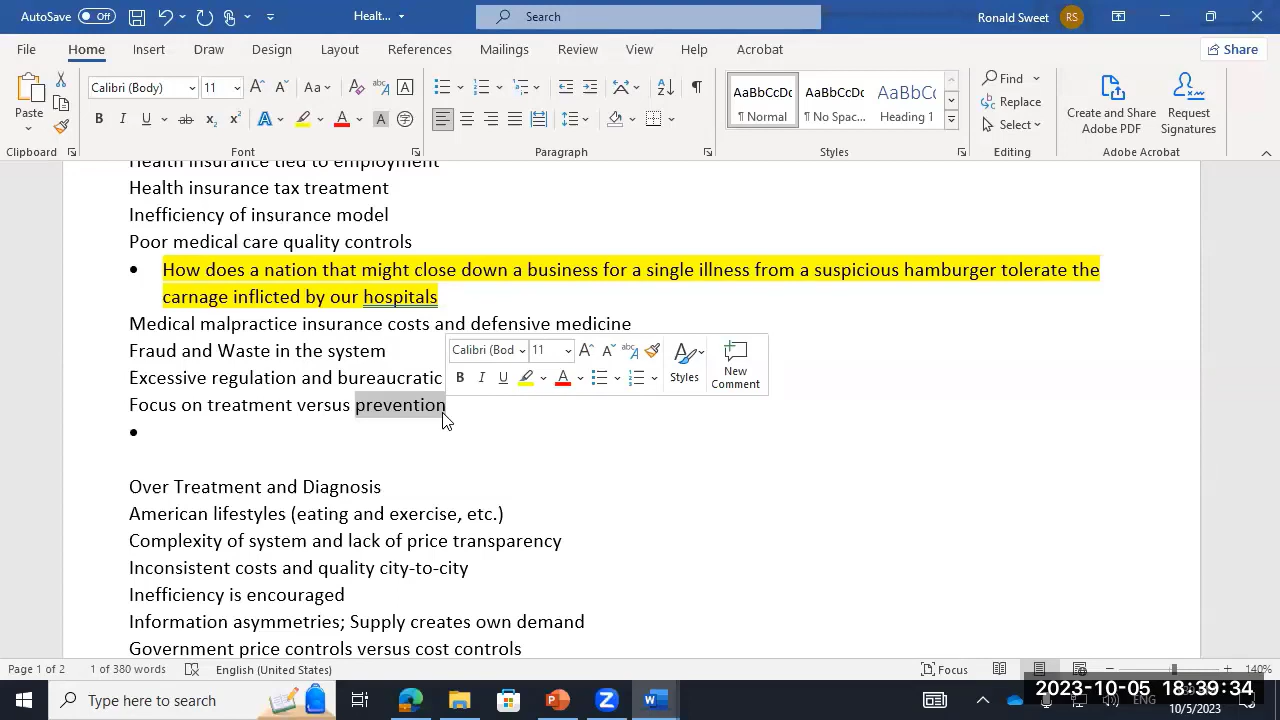 AutoSave Off Healt... Search Ronald Sweet RS
File Home Insert Draw Design Layout References Mailings Review View Help Acrobat Share
Paste
Calibri (Body) 11
AaBbCcDc AaBbCcDc AaBbC
¶ Normal ¶ No Spac... Heading 1
Find
Replace
Select
Create and Share Adobe PDF
Request Signatures
Clipboard Font Paragraph Styles Editing Adobe Acrobat
Health insurance tied to employment
Health insurance tax treatment
Inefficiency of insurance model
Poor medical care quality controls
• How does a nation that might close down a business for a single illness from a suspicious hamburger tolerate the
carnage inflicted by our hospitals
Medical malpractice insurance costs and defensive medicine
Fraud and Waste in the system
Excessive regulation and bureaucratic
Focus on treatment versus prevention
•
Calibri (Bod 11
Styles
New Comment
Over Treatment and Diagnosis
American lifestyles (eating and exercise, etc.)
Complexity of system and lack of price transparency
Inconsistent costs and quality city-to-city
Inefficiency is encouraged
Information asymmetries; Supply creates own demand
Government price controls versus cost controls
Page 1 of 2 1 of 380 words English (United States) Focus 140%
Type here to search
2023-10-05 18:39:34
ENG
10/5/2023